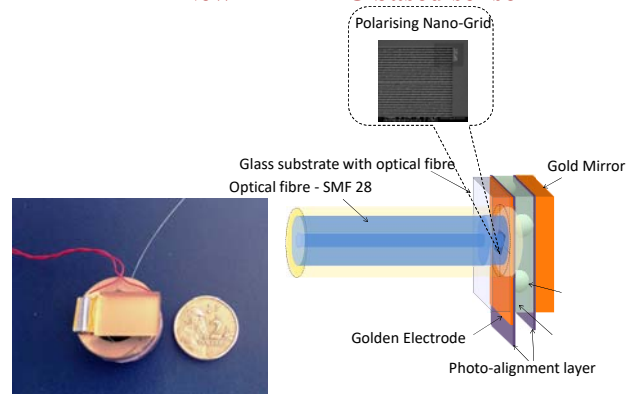 Polarising Nano-Grid
Glass substrate with optical fibre
Gold Mirror
Optical fibre - SMF 28
Golden Electrode
Photo-alignment layer